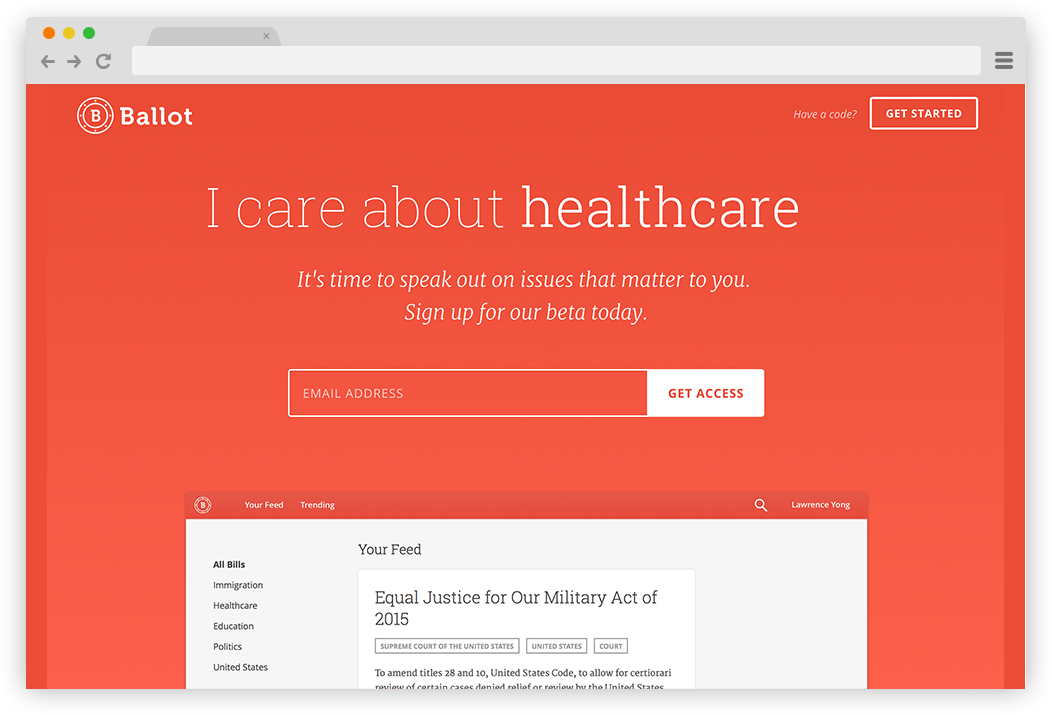 B Ballot
Have a code?
GET STARTED
I care about healthcare
It's time to speak out on issues that matter to you.
Sign up for our beta today.
EMAIL ADDRESS
GET ACCESS
B
Your Feed
Trending
Lawrence Yong
All Bills
Immigration
Healthcare
Education
Politics
United States
Your Feed
Equal Justice for Our Military Act of
2015
SUPREME COURT OF THE UNITED STATES
UNITED STATES
COURT
To amend titles 28 and 10, United States Code, to allow for certiorari
review of certain cases denied relief or review by the United States